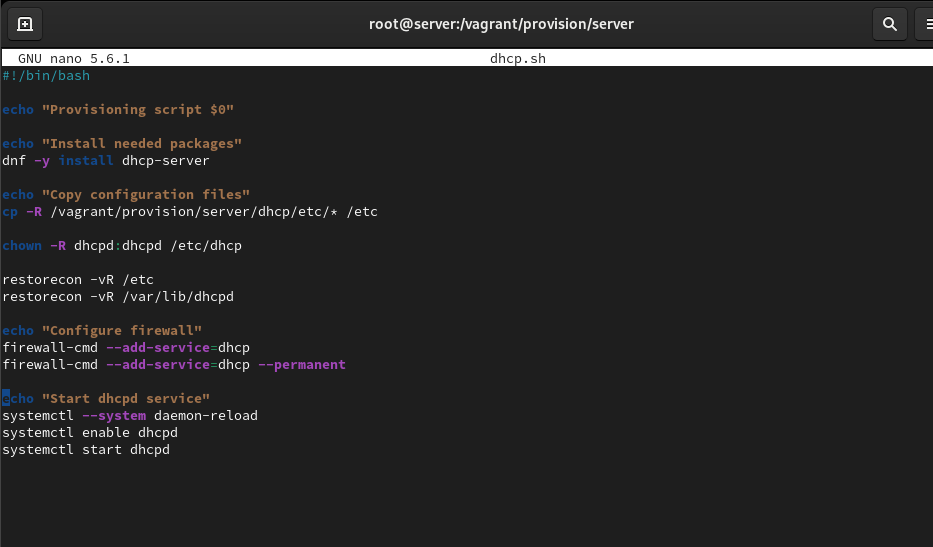 root@server:/vagrant/provision/server
GNU nano 5.6.1 dhcp.sh
#!/bin/bash
echo "Provisioning script $0"
echo "Install needed packages"
dnf -y install dhcp-server
echo "Copy configuration files"
cp -R /vagrant/provision/server/dhcp/etc/* /etc
chown -R dhcpd:dhcpd /etc/dhcp
restorecon -vR /etc
restorecon -vR /var/lib/dhcpd
echo "Configure firewall"
firewall-cmd --add-service=dhcp
firewall-cmd --add-service=dhcp --permanent
echo "Start dhcpd service"
systemctl --system daemon-reload
systemctl enable dhcpd
systemctl start dhcpd